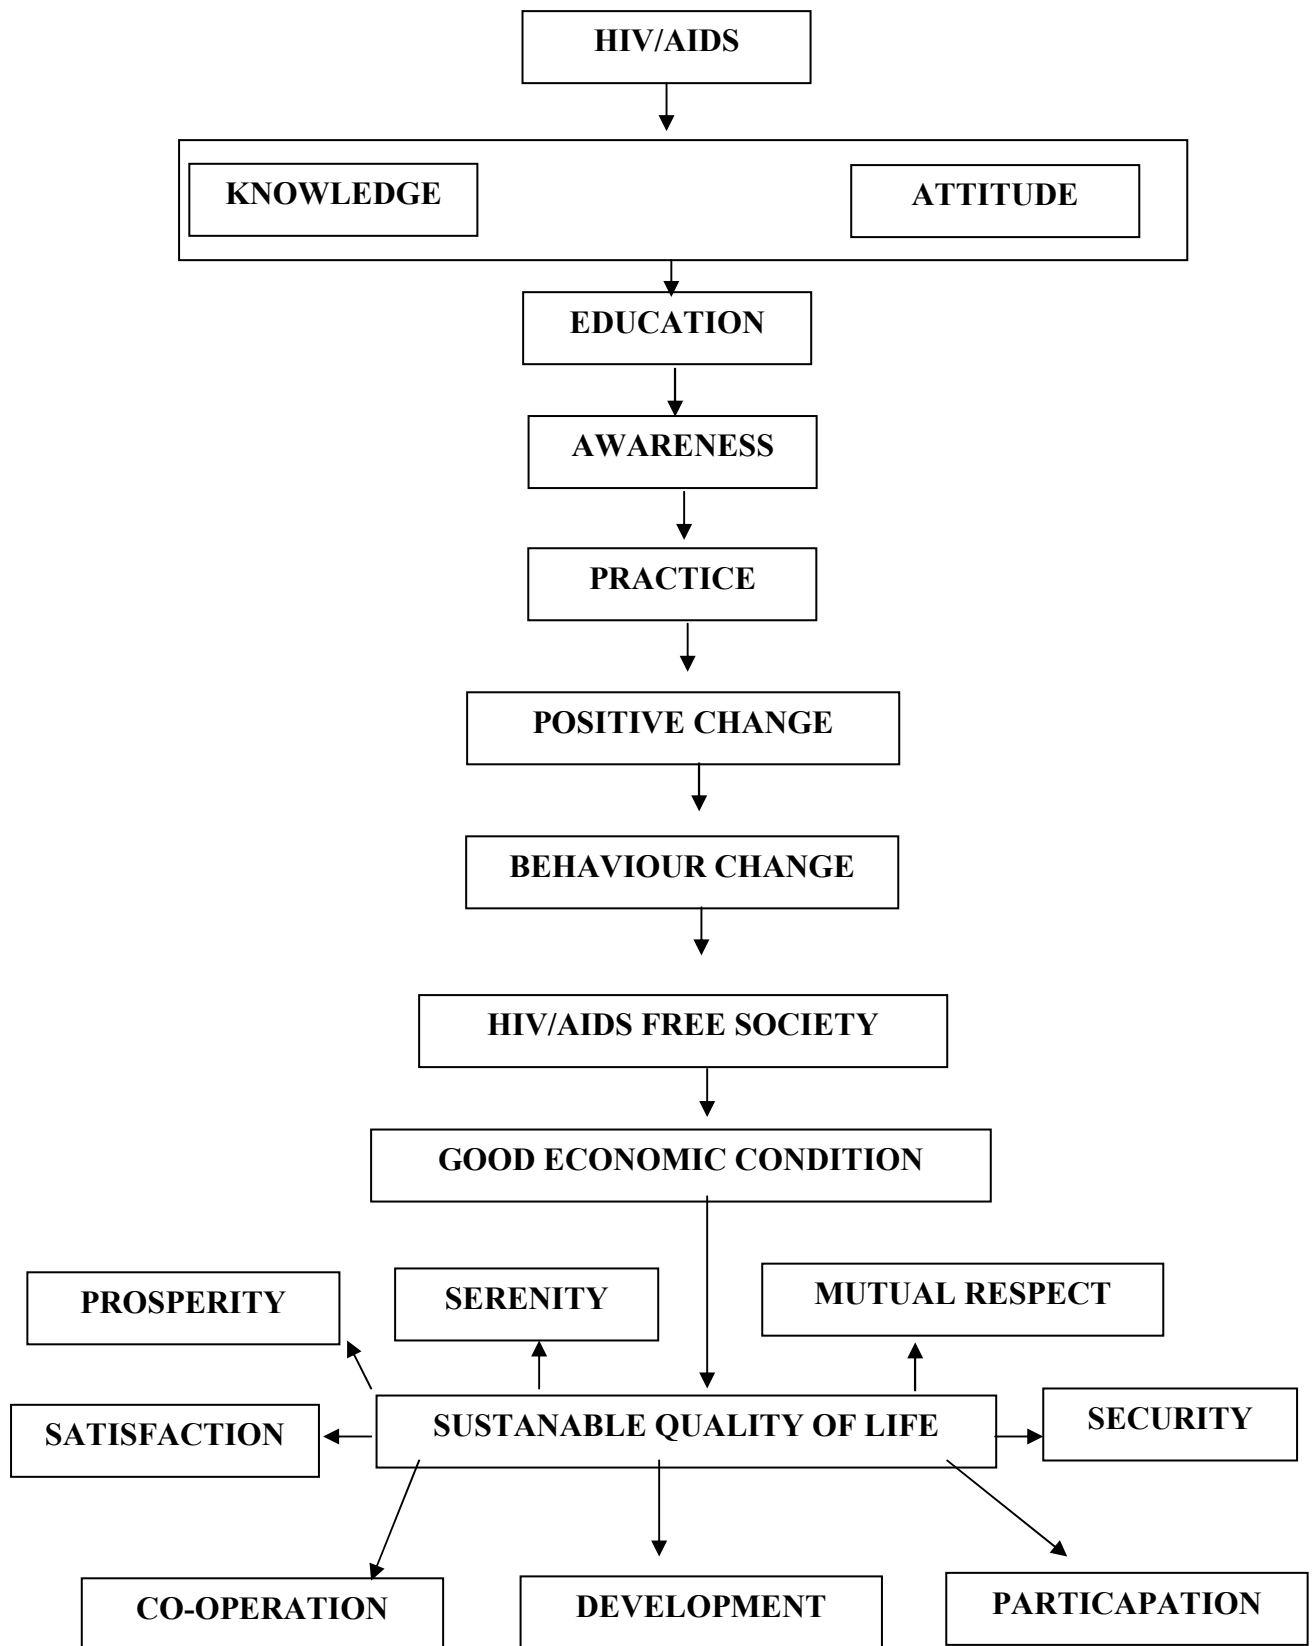 HIV/AIDS
KNOWLEDGE
ATTITUDE
EDUCATION
AWARENESS
PRACTICE
POSITIVE CHANGE
BEHAVIOUR CHANGE
HIV/AIDS FREE SOCIETY
GOOD ECONOMIC CONDITION
PROSPERITY
SERENITY
MUTUAL RESPECT
SATISFACTION
SUSTANABLE QUALITY OF LIFE
SECURITY
CO-OPERATION
DEVELOPMENT
PARTICAPATION